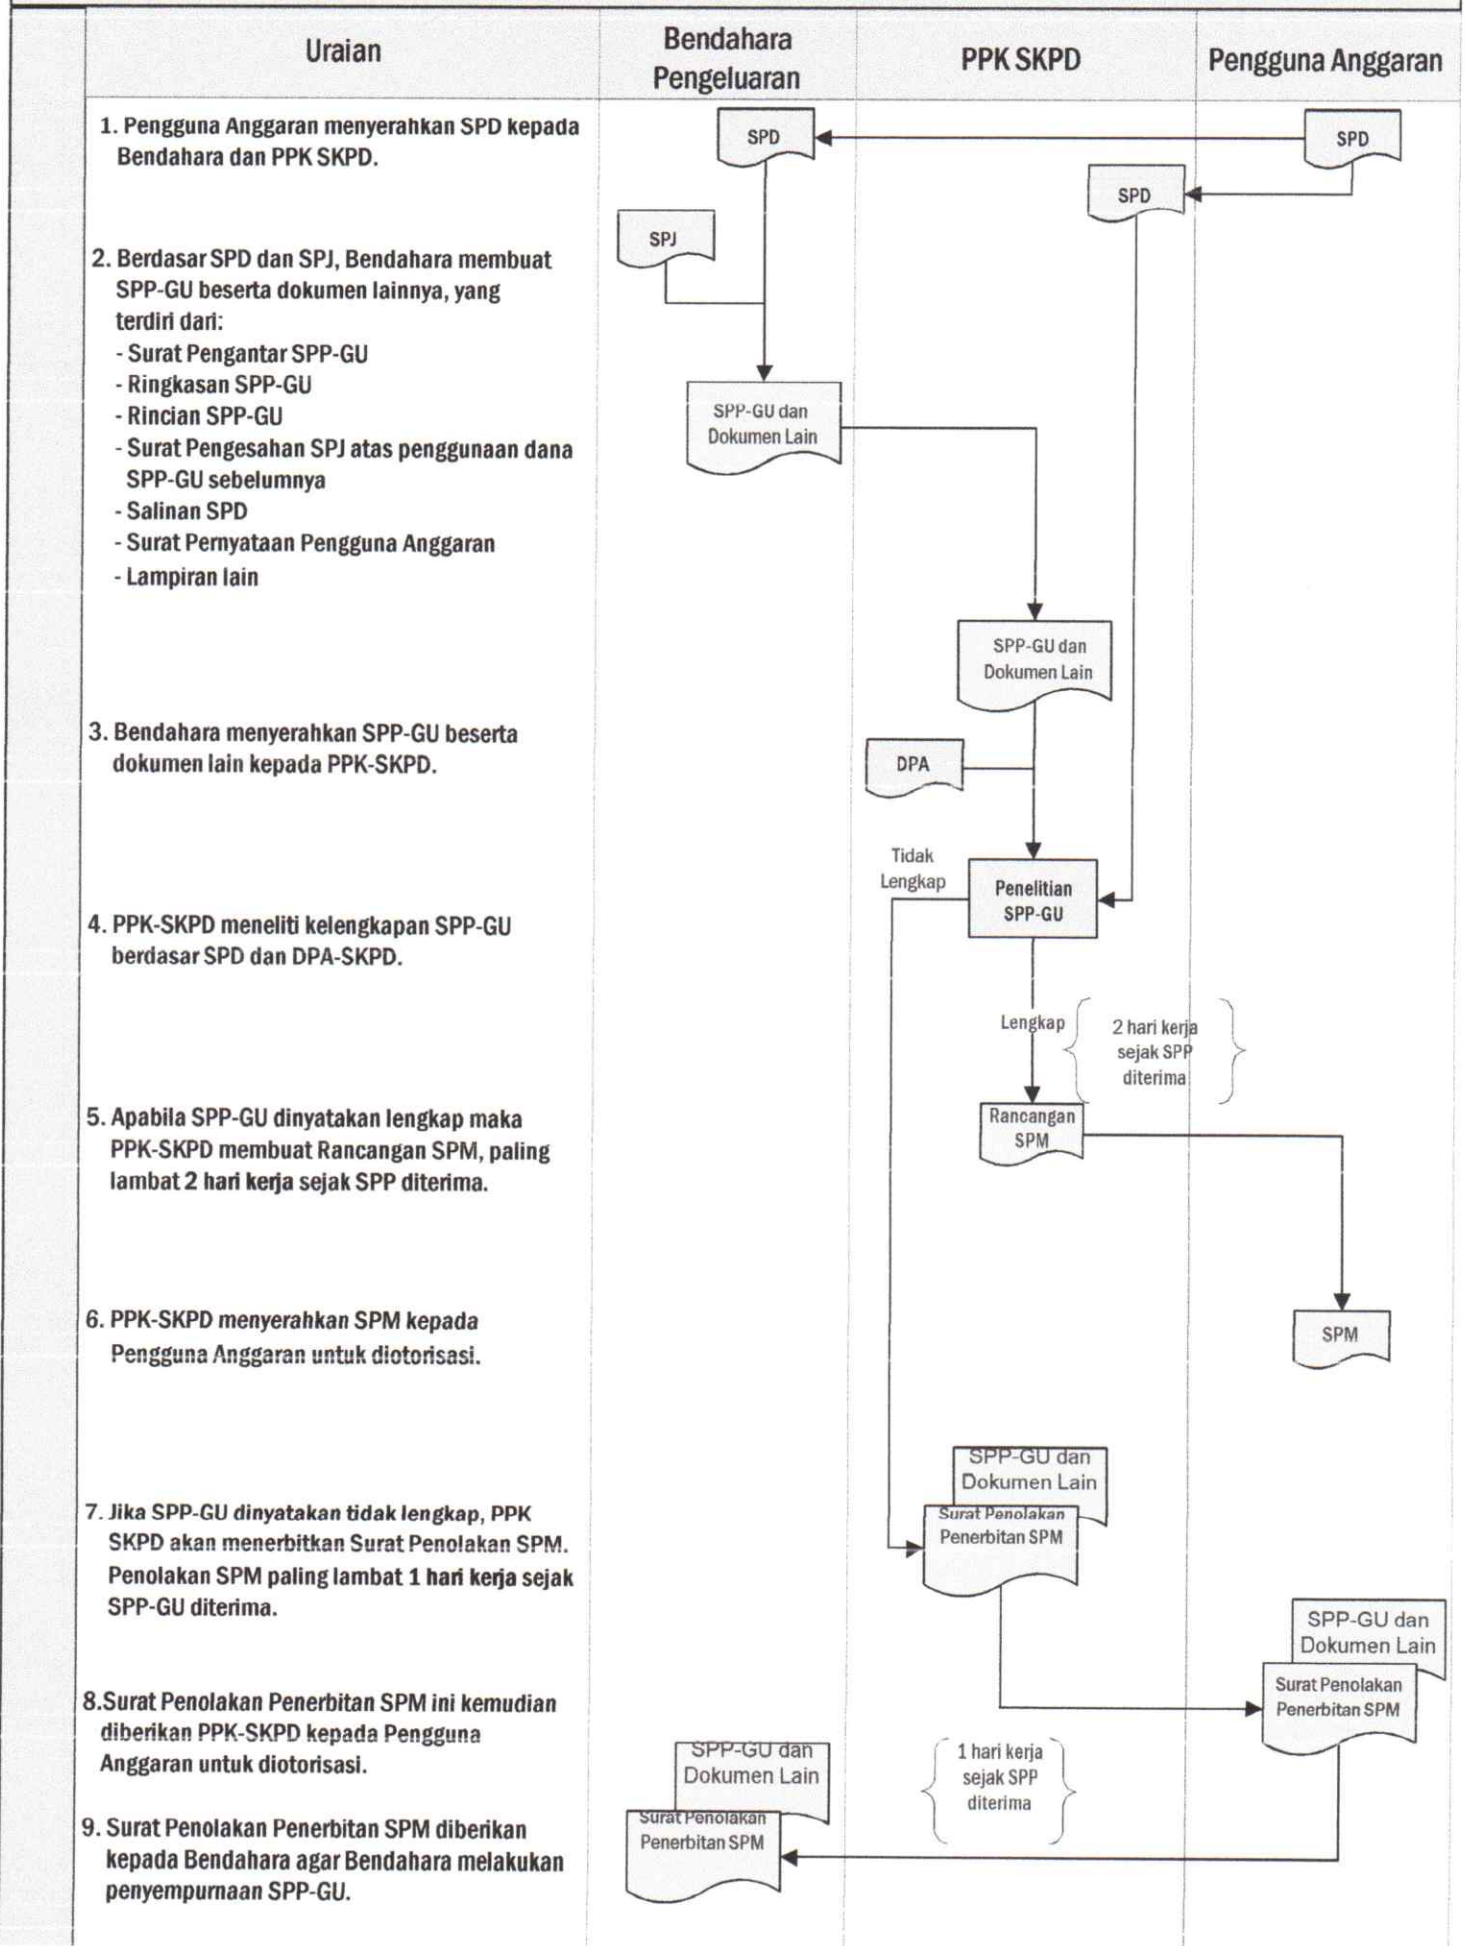 Uraian
Bendahara
Pengeluaran
PPK SKPD
Pengguna Anggaran
1. Pengguna Anggaran menyerahkan SPD kepada
Bendahara dan PPK SKPD.
SPD
SPD
SPD
SPJ
2. Berdasar SPD dan SPJ, Bendahara membuat
SPP-GU beserta dokumen lainnya, yang
terdiri dari:
- Surat Pengantar SPP-GU
- Ringkasan SPP-GU
- Rincian SPP-GU
- Surat Pengesahan SPJ atas penggunaan dana
SPP-GU sebelumnya
- Salinan SPD
- Surat Pernyataan Pengguna Anggaran
- Lampiran lain
SPP-GU dan
Dokumen Lain
SPP-GU dan
Dokumen Lain
3. Bendahara menyerahkan SPP-GU beserta
dokumen lain kepada PPK-SKPD.
DPA
Tidak
Lengkap
Penelitian
SPP-GU
4. PPK-SKPD meneliti kelengkapan SPP-GU
berdasar SPD dan DPA-SKPD.
Lengkap
2 hari kerja
sejak SPP
diterima
5. Apabila SPP-GU dinyatakan lengkap maka
PPK-SKPD membuat Rancangan SPM, paling
lambat 2 hari kerja sejak SPP diterima.
Rancangan
SPM
6. PPK-SKPD menyerahkan SPM kepada
Pengguna Anggaran untuk diotorisasi.
SPM
SPP-GU dan
Dokumen Lain
Surat Penolakan
Penerbitan SPM
7. Jika SPP-GU dinyatakan tidak lengkap, PPK
SKPD akan menerbitkan Surat Penolakan SPM.
Penolakan SPM paling lambat 1 hari kerja sejak
SPP-GU diterima.
SPP-GU dan
Dokumen Lain
Surat Penolakan
Penerbitan SPM
8.Surat Penolakan Penerbitan SPM ini kemudian
diberikan PPK-SKPD kepada Pengguna
Anggaran untuk diotorisasi.
SPP-GU dan
Dokumen Lain
Surat Penolakan
Penerbitan SPM
1 hari kerja
sejak SPP
diterima
9. Surat Penolakan Penerbitan SPM diberikan
kepada Bendahara agar Bendahara melakukan
penyempurnaan SPP-GU.